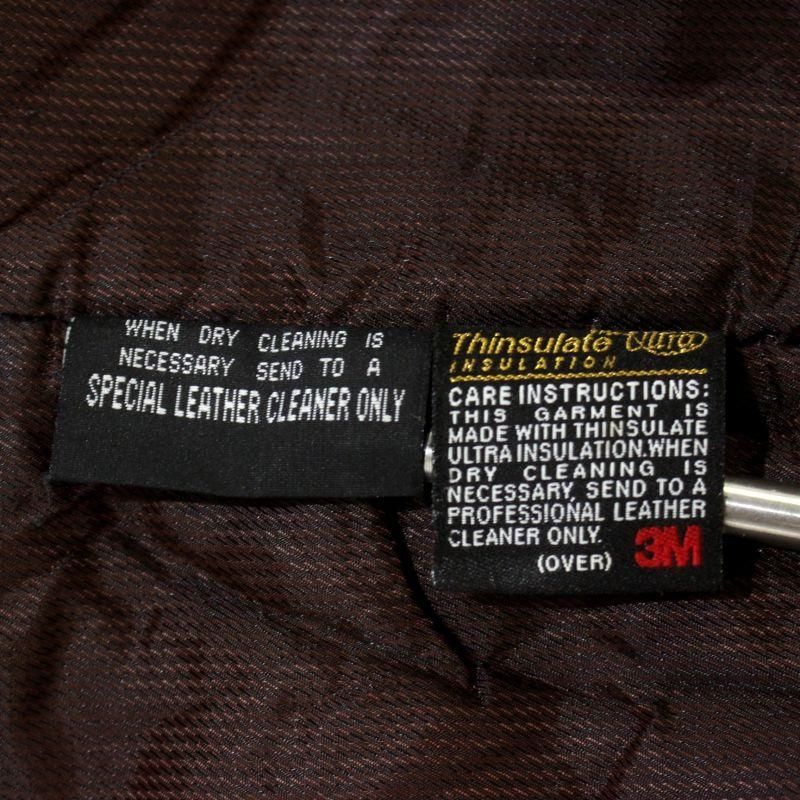 WHEN DRY CLEANING IS
NECESSARY SEND TO A
SPECIAL LEATHER CLEANER ONLY
Thinsulate Ultra
INSULATION
CARE INSTRUCTIONS:
THIS GARMENT IS
MADE WITH THINSULATE
ULTRA INSULATION. WHEN
DRY CLEANING IS
NECESSARY, SEND TO A
PROFESSIONAL LEATHER
CLEANER ONLY.
(OVER) 3M